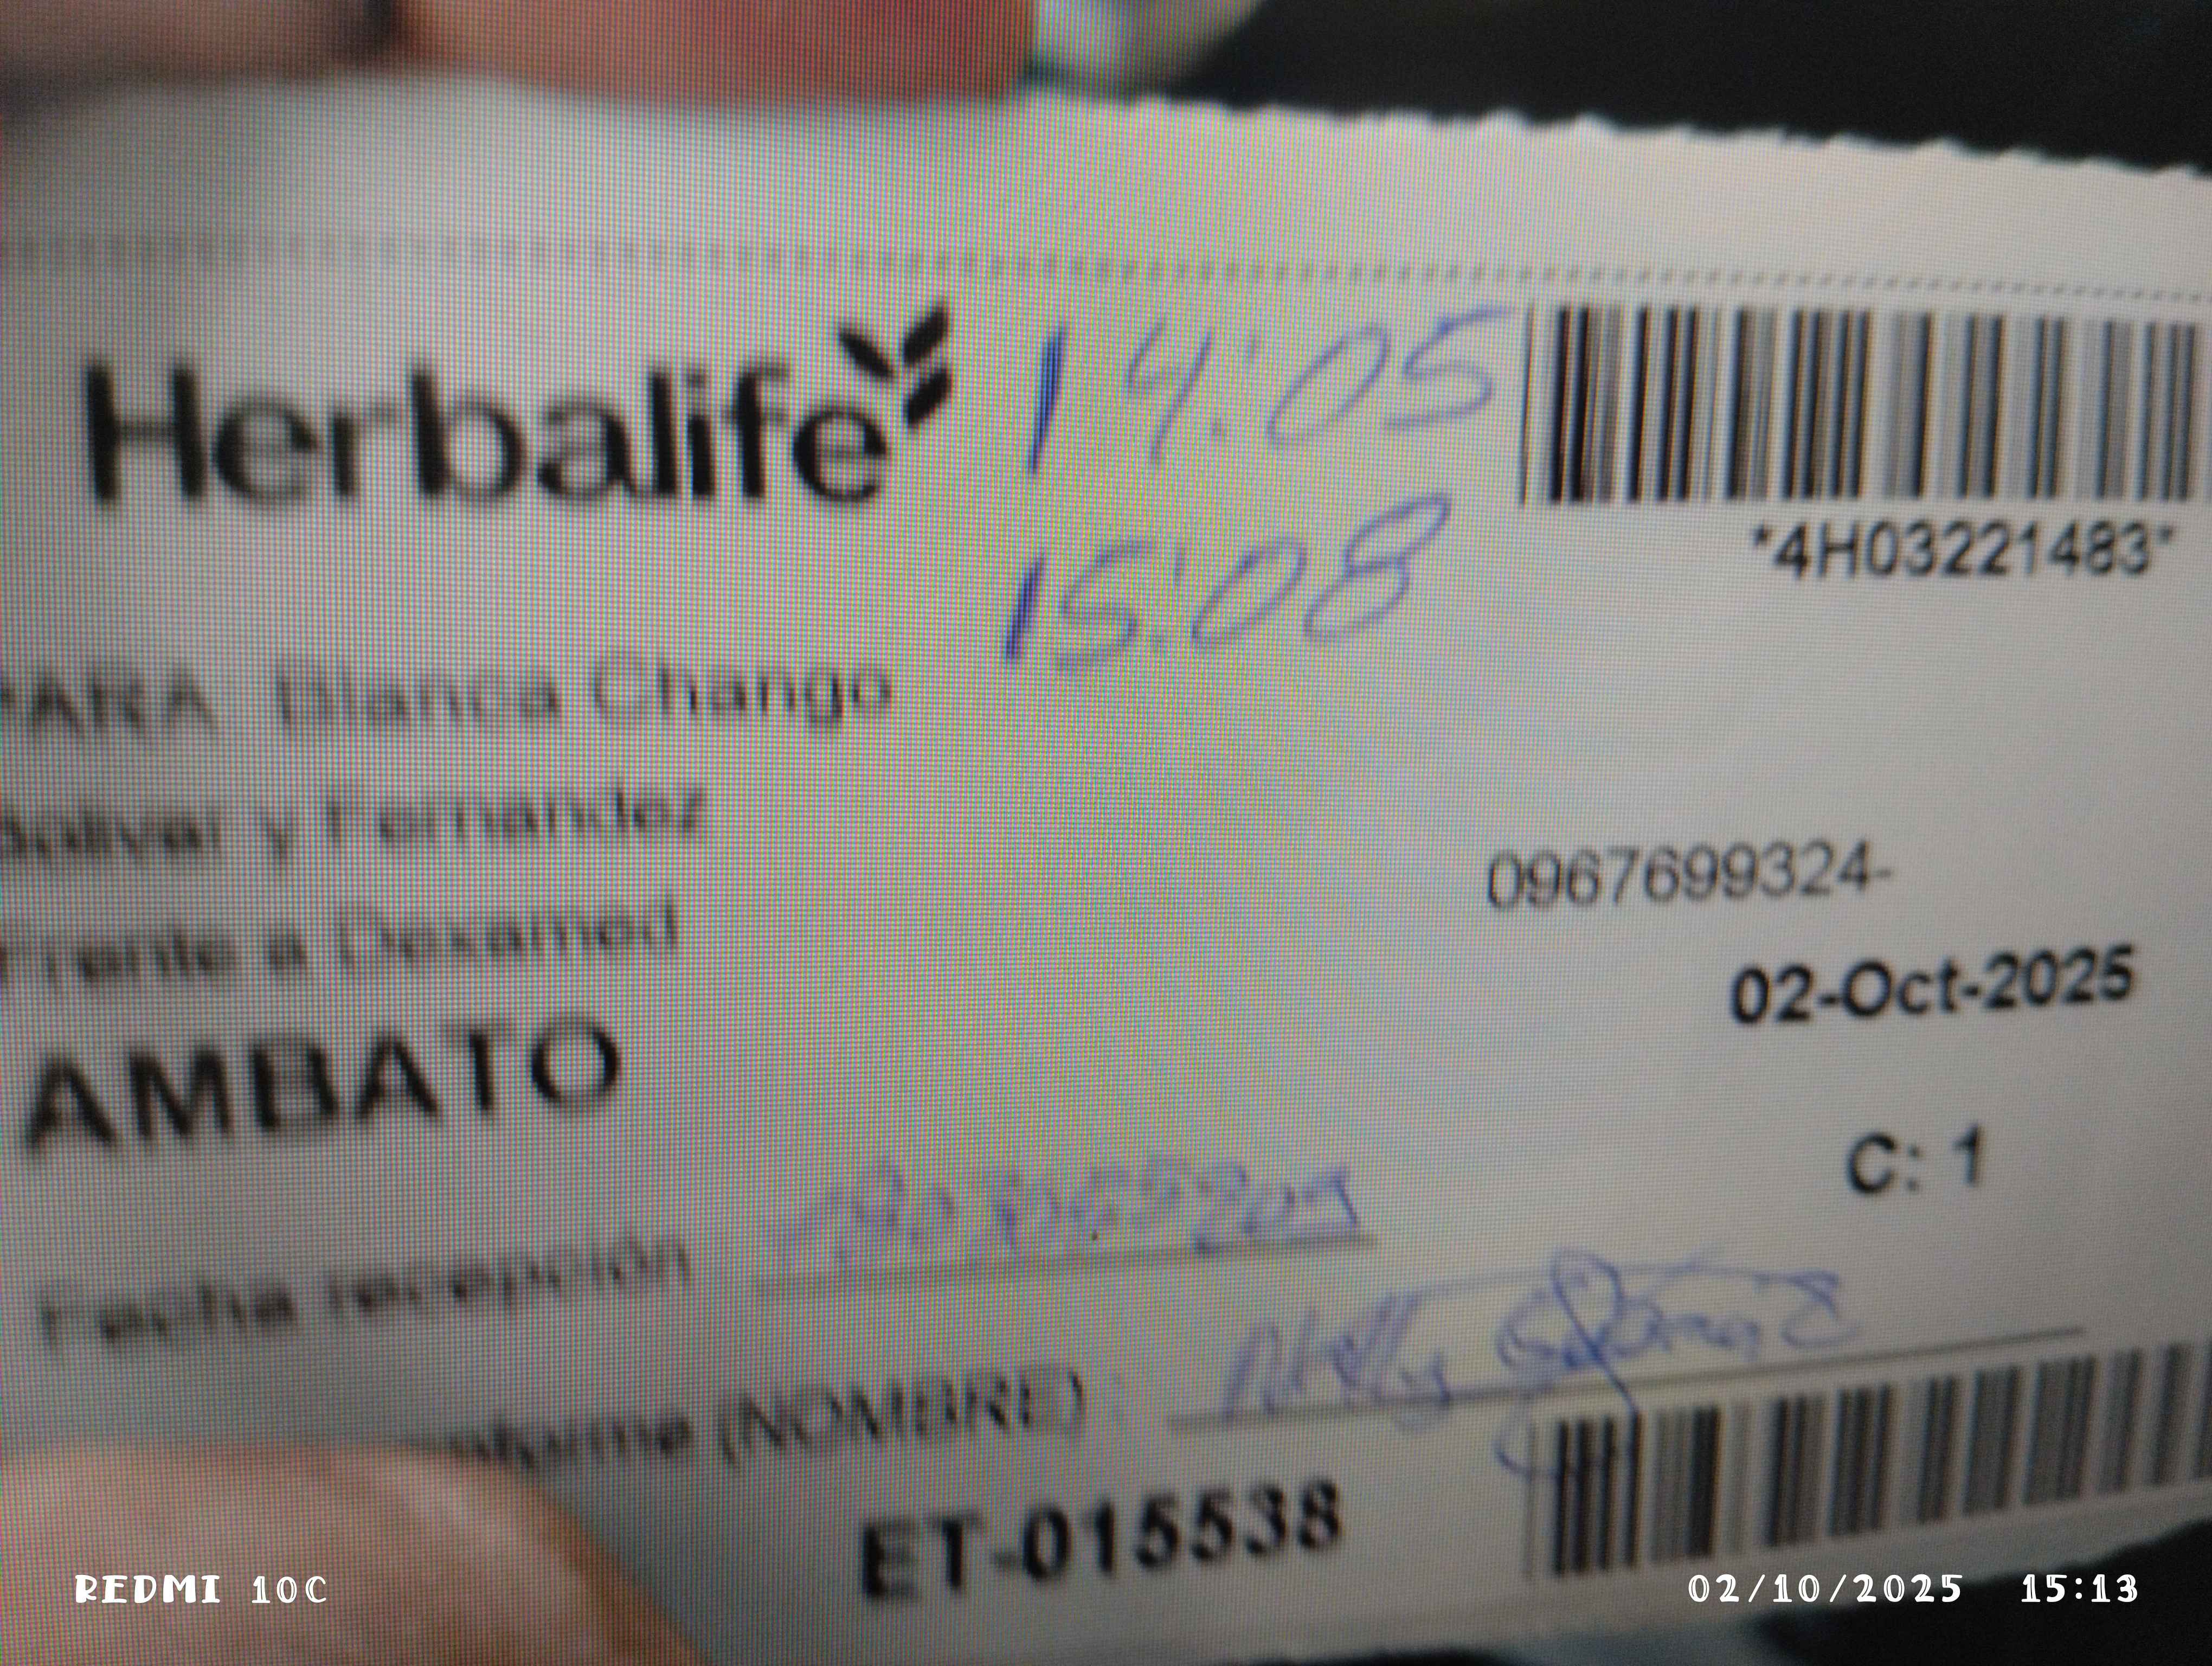 Herbalife
14:05
15:08
*4H03221483*
PARA Blanca Chango
Bolivar y Fernandez
0967699324-
Frente a Dexamed
02-Oct-2025
AMBATO
C: 1
Fecha recepción
(NOMBRE) Nelly
ET-015538
REDMI 10C
02/10/2025 15:13